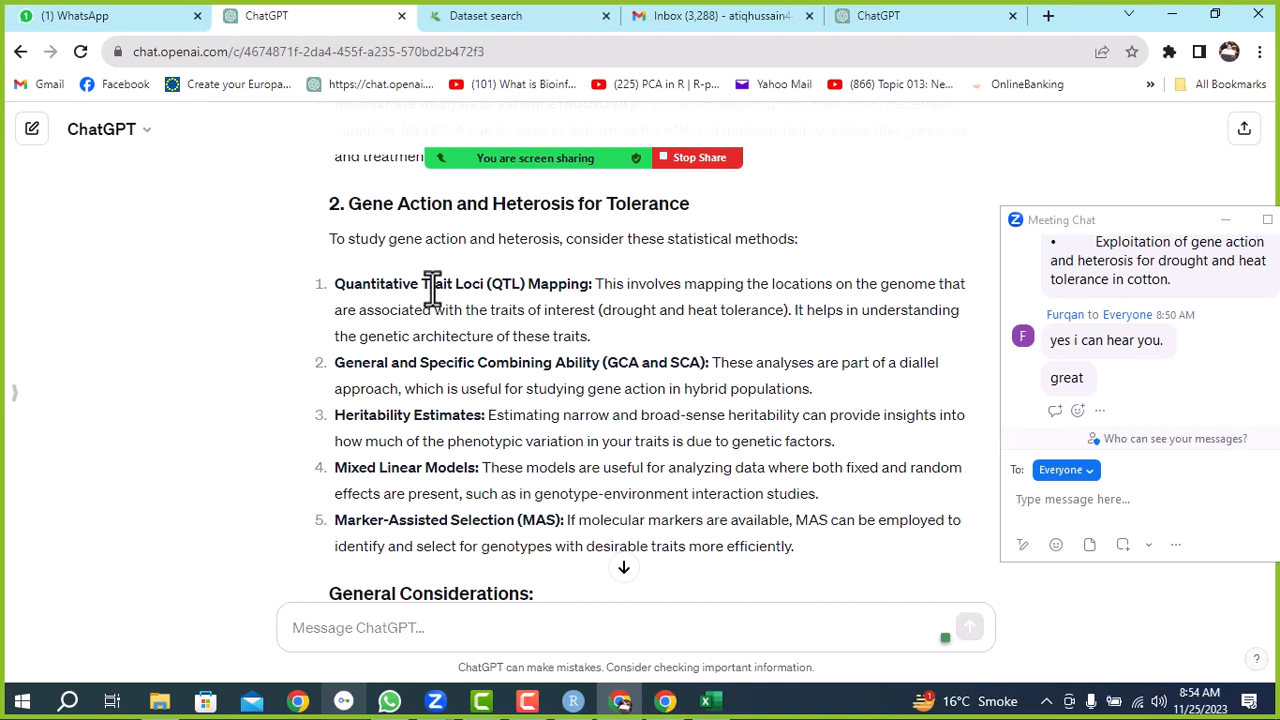 (1) WhatsApp
ChatGPT
Dataset search
Inbox (3,288) - atiqhussain4
ChatGPT
chat.openai.com/c/4674871f-2da4-455f-a235-570bd2b472f3
Gmail
Facebook
Create your Europa...
https://chat.openai....
(101) What is Bioinf...
(225) PCA in R | R-p...
Yahoo Mail
(866) Topic 013: Ne...
OnlineBanking
»
All Bookmarks
ChatGPT
and treatmen
You are screen sharing
Stop Share
2. Gene Action and Heterosis for Tolerance
To study gene action and heterosis, consider these statistical methods:
1. Quantitative Trait Loci (QTL) Mapping: This involves mapping the locations on the genome that
are associated with the traits of interest (drought and heat tolerance). It helps in understanding
the genetic architecture of these traits.
2. General and Specific Combining Ability (GCA and SCA): These analyses are part of a diallel
approach, which is useful for studying gene action in hybrid populations.
3. Heritability Estimates: Estimating narrow and broad-sense heritability can provide insights into
how much of the phenotypic variation in your traits is due to genetic factors.
4. Mixed Linear Models: These models are useful for analyzing data where both fixed and random
effects are present, such as in genotype-environment interaction studies.
5. Marker-Assisted Selection (MAS): If molecular markers are available, MAS can be employed to
identify and select for genotypes with desirable traits more efficiently.
General Considerations:
Message ChatGPT...
ChatGPT can make mistakes. Consider checking important information.
?
Meeting Chat
• Exploitation of gene action
and heterosis for drought and heat
tolerance in cotton.
Furqan to Everyone 8:50 AM
F
yes i can hear you.
great
Who can see your messages?
To: Everyone
Type message here...
16°C Smoke
8:54 AM
11/25/2023